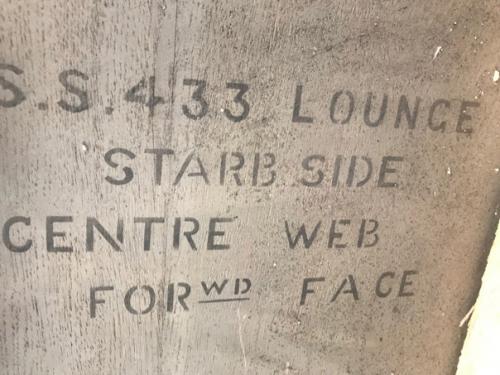 S.S.433. LOUNGE
STARB SIDE
CENTRE WEB
FORWD FACE